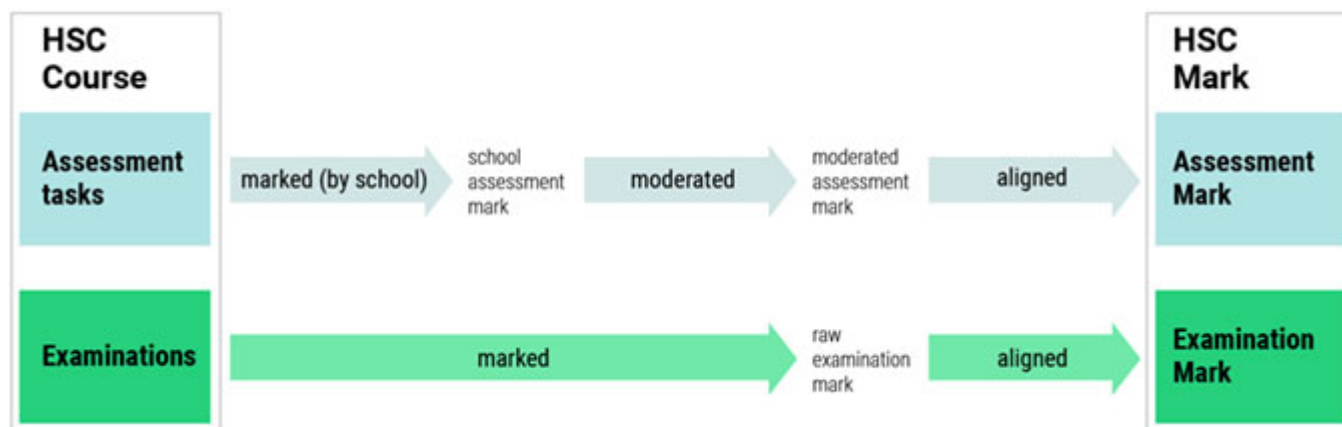 HSC
Course
HSC
Mark
Assessment
tasks
marked (by school)
school
assessment
mark
moderated
moderated
assessment
mark
aligned
Assessment
Mark
Examinations
marked
raw
examination
mark
aligned
Examination
Mark